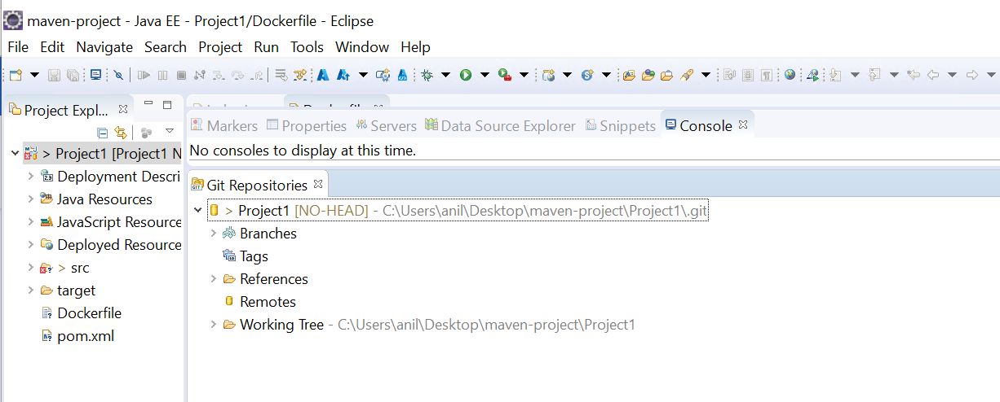 maven-project - Java EE - Project1/Dockerfile - Eclipse
File Edit Navigate Search Project Run Tools Window Help
Project Expl...
Markers Properties Servers Data Source Explorer Snippets Console
No consoles to display at this time.
> Project1 [Project1 N
Deployment Descri
Java Resources
JavaScript Resource
Deployed Resource
> src
target
Dockerfile
pom.xml
Git Repositories
> Project1 [NO-HEAD] - C:\Users\anil\Desktop\maven-project\Project1\.git
Branches
Tags
References
Remotes
Working Tree - C:\Users\anil\Desktop\maven-project\Project1